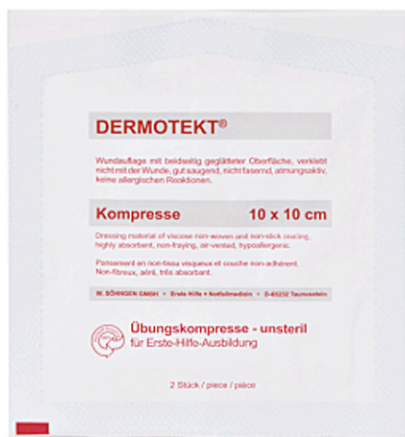 DERMOTEKT®
Wundauflage mit beidseitig geglätteter Oberfläche, verklebt
nicht mit der Wunde, gut saugend, nicht fasernd, atmungsaktiv,
keine allergischen Reaktionen.
Kompresse 10 x 10 cm
Dressing material of viscose non-woven and non-stick coating,
highly absorbent, non-fraying, air-vented, hypoallergenic.
Pansement en non-tissu visqueux et couche non-adhérent.
Non-fibreux, aéré, très absorbant.
W. SÖHNGEN GMBH • Erste Hilfe + Notfallmedizin • D-65232 Taunusstein
Übungskompresse - unsteril
für Erste-Hilfe-Ausbildung
2 Stück / piece / pièce